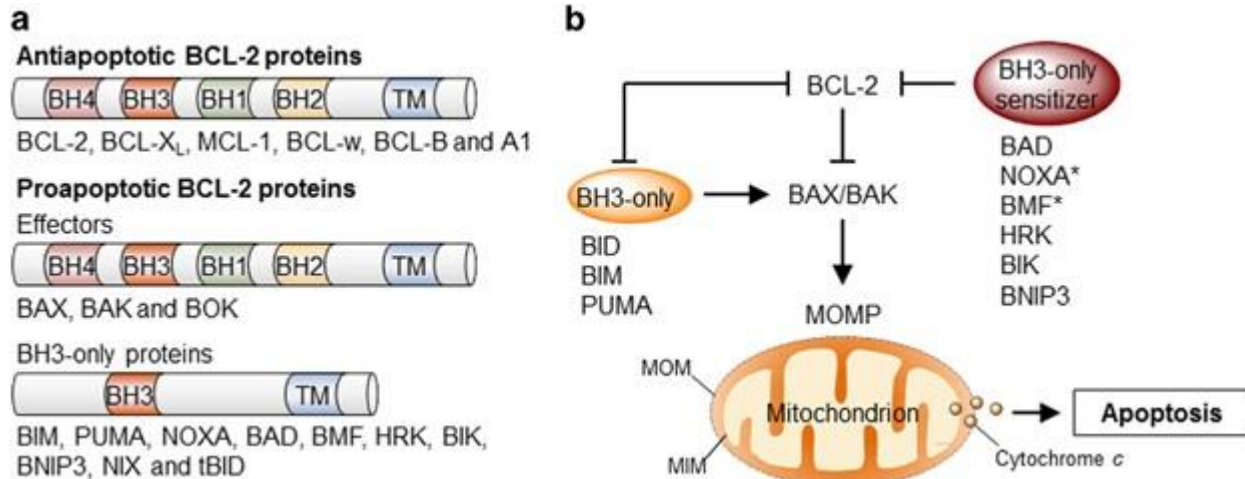 a
Antiapoptotic BCL-2 proteins
BH4 BH3 BH1 BH2 TM
BCL-2, BCL-XL, MCL-1, BCL-w, BCL-B and A1
Proapoptotic BCL-2 proteins
Effectors
BH4 BH3 BH1 BH2 TM
BAX, BAK and BOK
BH3-only proteins
BH3 TM
BIM, PUMA, NOXA, BAD, BMF, HRK, BIK,
BNIP3, NIX and tBID
b
BCL-2
BH3-only
sensitizer
BAD
NOXA*
BMF*
HRK
BIK
BNIP3
BH3-only
BID
BIM
PUMA
BAX/BAK
MOMP
MOM
Mitochondrion
MIM
Cytochrome c
Apoptosis